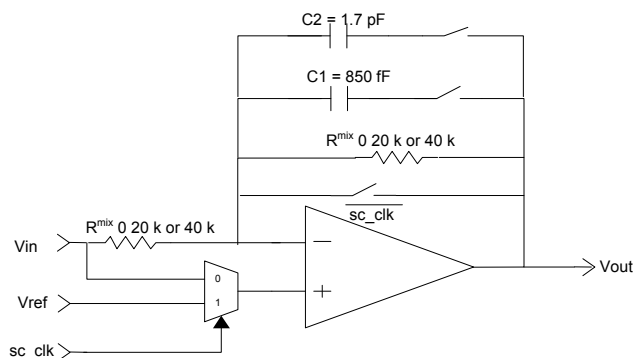 C2 = 1.7 pF
C1 = 850 fF
R^mix 0 20 k or 40 k
sc_clk
R^mix 0 20 k or 40 k
Vin
0
Vref
1
sc_clk
−
+
Vout